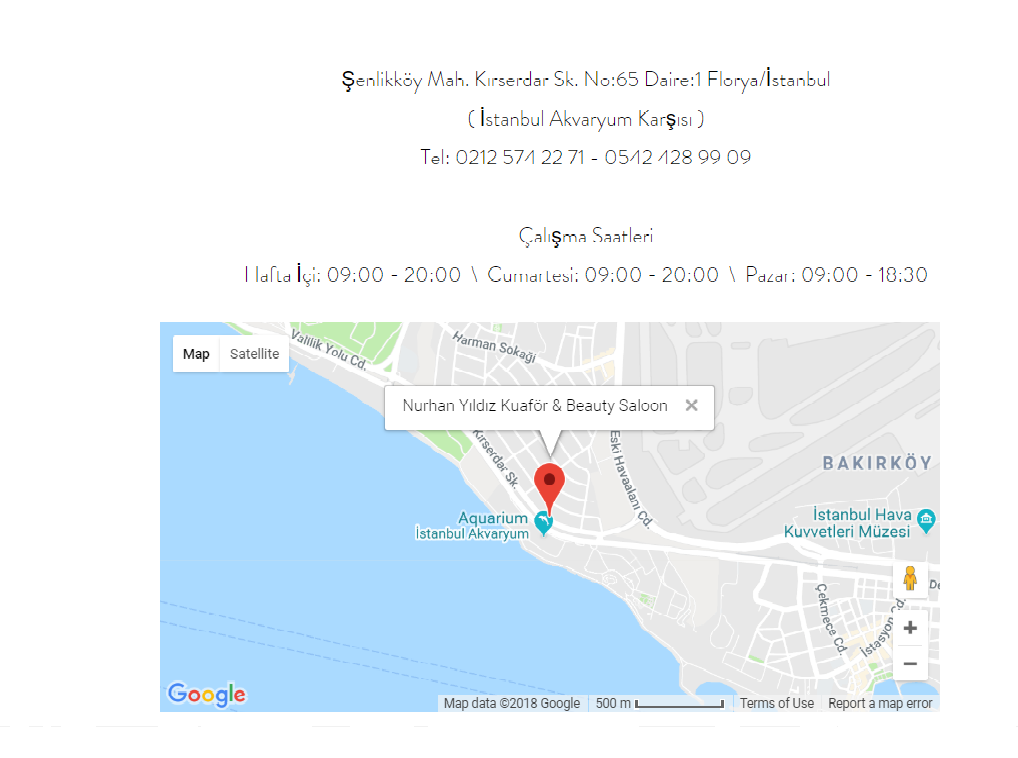 Şenlikköy Mah. Kırserdar Sk. No:65 Daire:1 Florya/İstanbul
( İstanbul Akvaryum Karşısı )
Tel: 0212 574 22 71 - 0542 428 99 09
Çalışma Saatleri
Hafta İçi: 09:00 - 20:00 \ Cumartesi: 09:00 - 20:00 \ Pazar: 09:00 - 18:30
Map Satellite
Valilik Yolu Cd.
Harman Sokağı
Nurhan Yıldız Kuaför & Beauty Saloon ×
Kırserdar Sk.
Eski Havaalanı Cd.
BAKIRKÖY
Aquarium
İstanbul Akvaryum
İstanbul Hava
Kuvvetleri Müzesi
De
Çekmece Cd.
İstasyon Cd.
+
−
Google
Map data ©2018 Google 500 m Terms of Use Report a map error